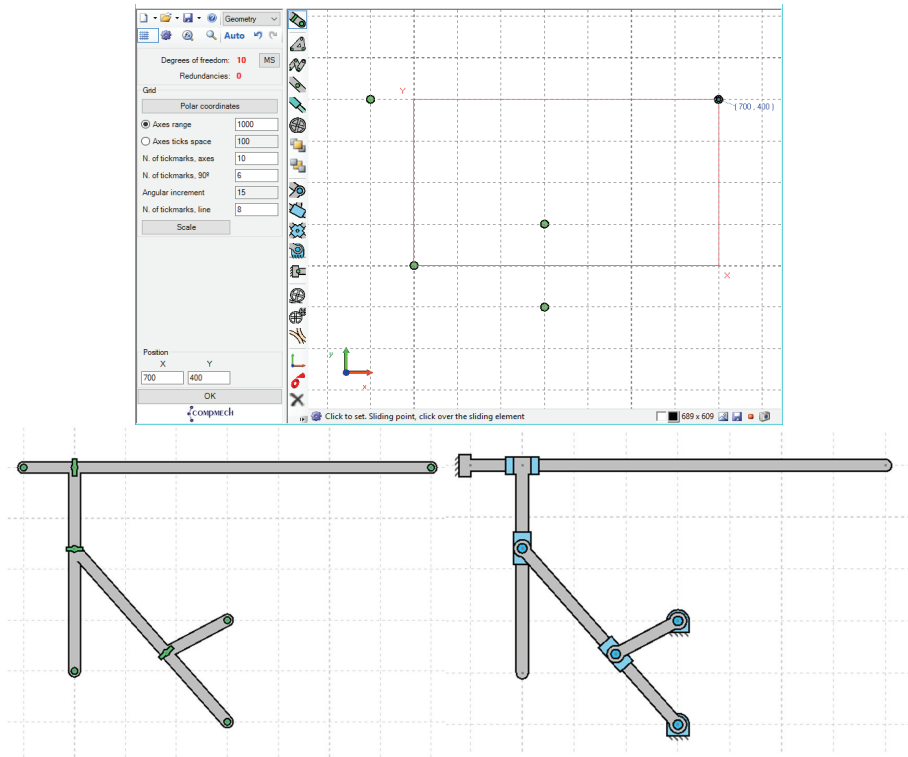 Geometry
Auto
Degrees of freedom: 10 MS
Redundancies: 0
Grid
Polar coordinates
Axes range 1000
Axes ticks space 100
N. of tickmarks, axes 10
N. of tickmarks, 90º 6
Angular increment 15
N. of tickmarks, line 8
Scale
Position
X Y
700 400
OK
COMPMECH
Y
( 700 , 400 )
X
y
x
Click to set. Sliding point, click over the sliding element
689 x 609